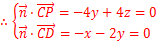 ∴ { n⃗ · CP⃗ = −4y + 4z = 0
n⃗ · CD⃗ = −x − 2y = 0